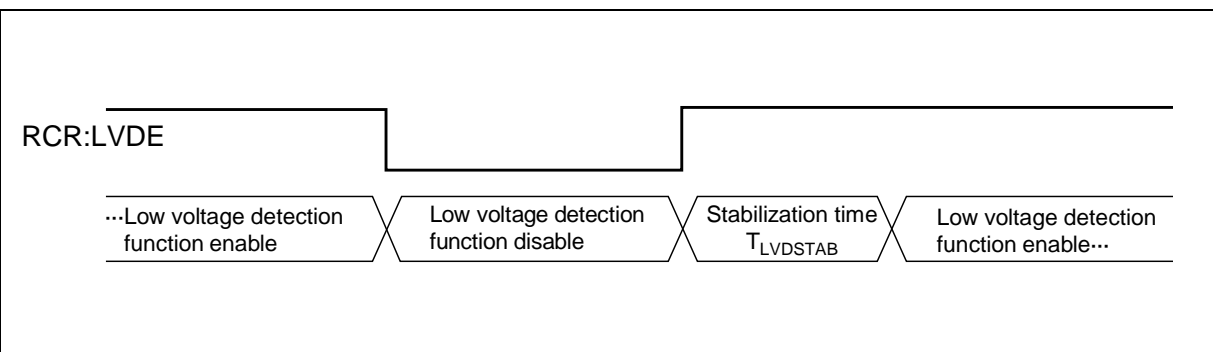 RCR:LVDE
···Low voltage detection
function enable
Low voltage detection
function disable
Stabilization time
TLVDSTAB
Low voltage detection
function enable···